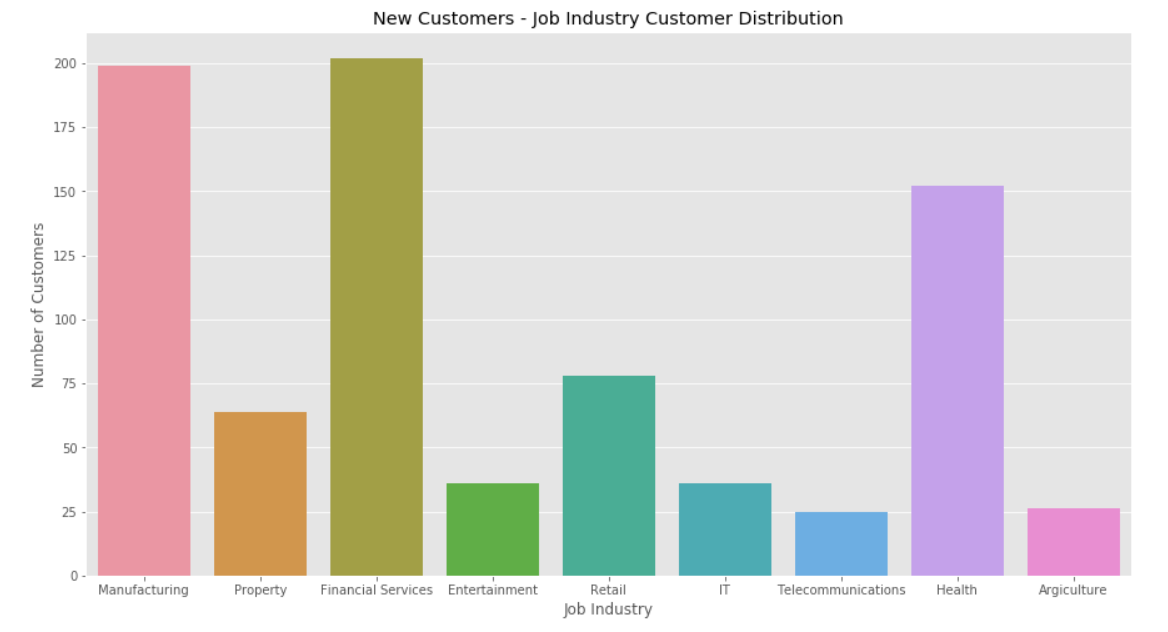 New Customers - Job Industry Customer Distribution
Number of Customers
200
175
150
125
100
75
50
25
0
Manufacturing Property Financial Services Entertainment Retail IT Telecommunications Health Argiculture
Job Industry